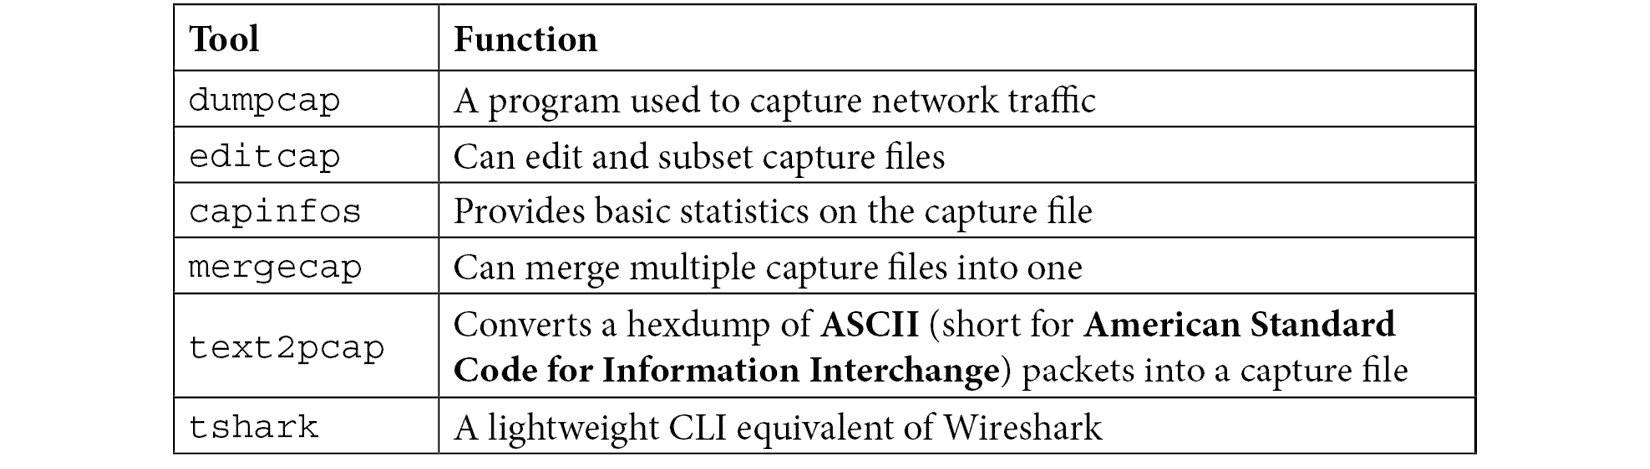 Tool Function
dumpcap A program used to capture network traffic
editcap Can edit and subset capture files
capinfos Provides basic statistics on the capture file
mergecap Can merge multiple capture files into one
text2pcap Converts a hexdump of ASCII (short for American Standard
Code for Information Interchange) packets into a capture file
tshark A lightweight CLI equivalent of Wireshark